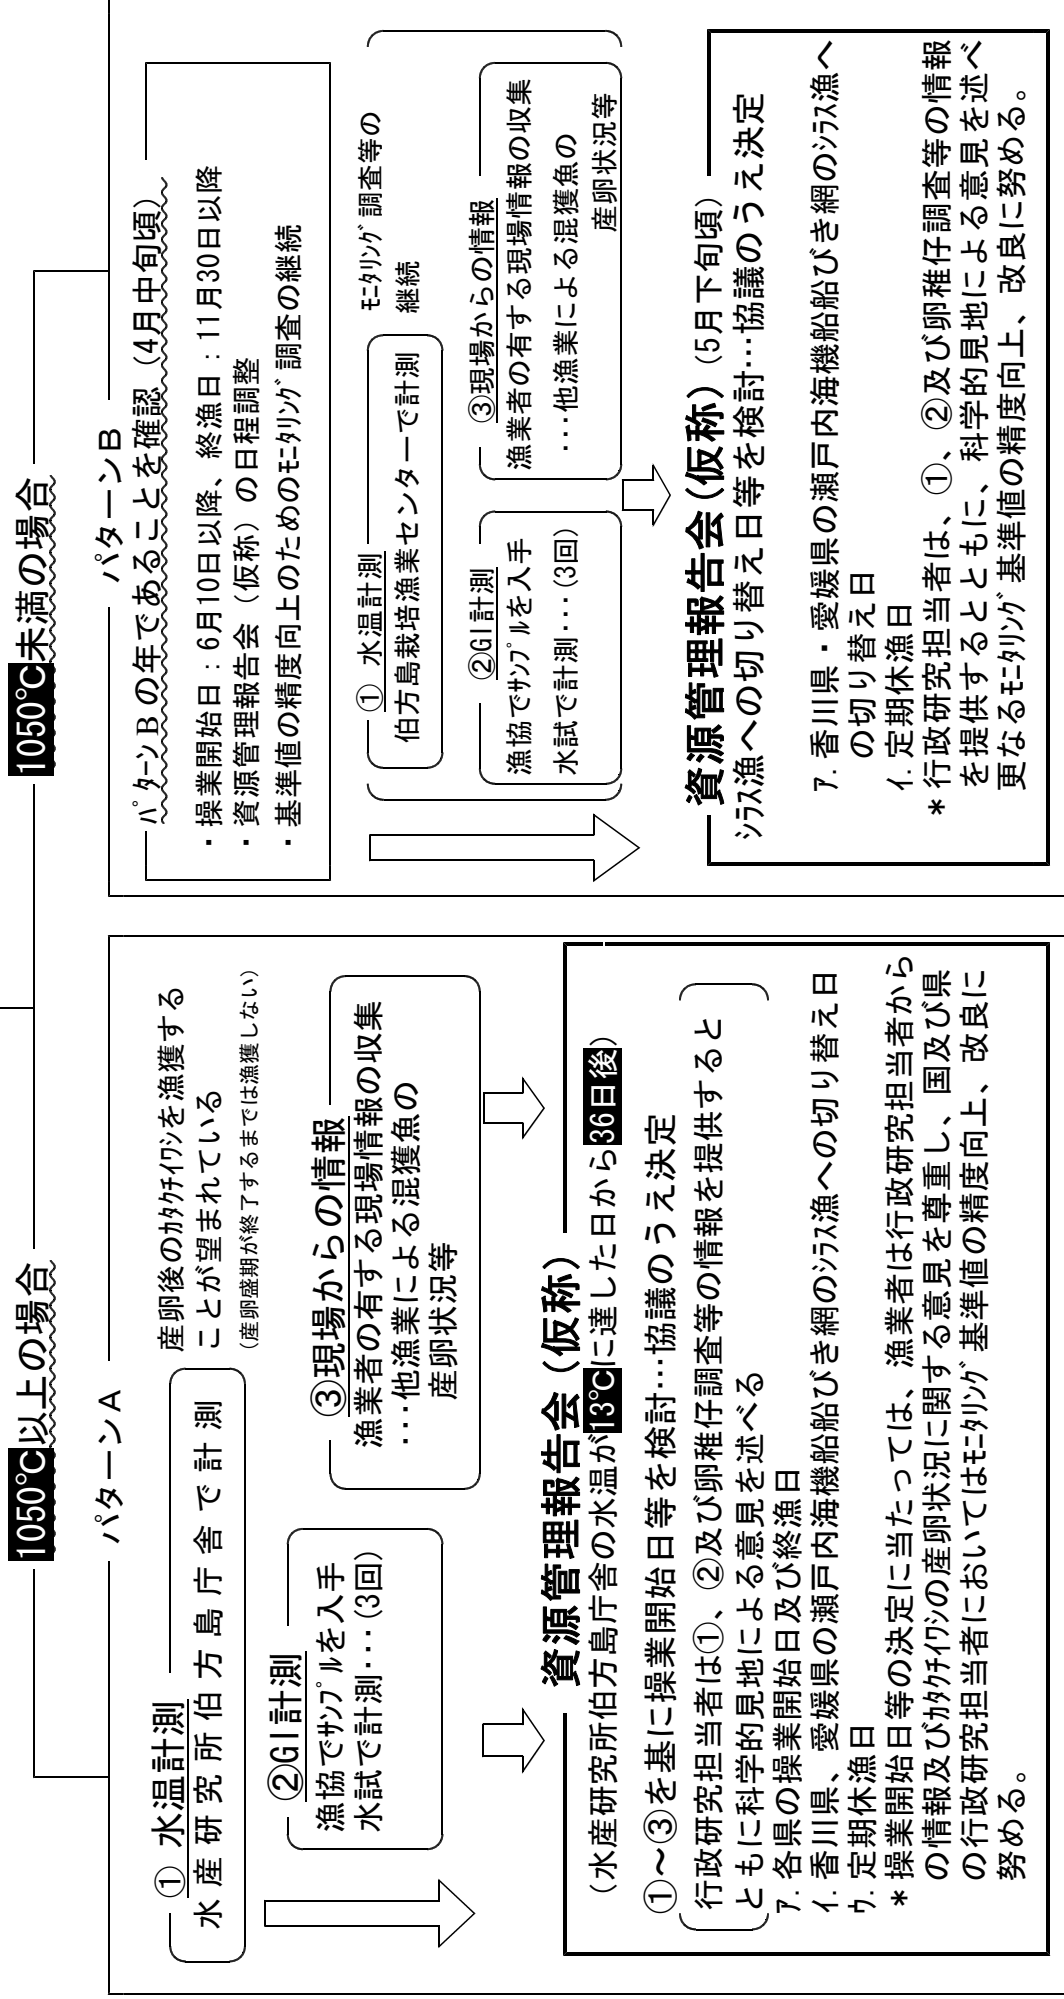 1050℃以上の場合
パターンＡ
① 水温計測
水産研究所伯方島庁舎で計測
産卵後のｶﾀｸﾁｲﾜｼを漁獲する
ことが望まれている
(産卵盛期が終了するまでは漁獲しない)
②GI計測
漁協でｻﾝﾌﾟﾙを入手
水試で計測・・・(3回)
③現場からの情報
漁業者の有する現場情報の収集
・・・他漁業による混獲魚の
産卵状況等
資源管理報告会（仮称）
（水産研究所伯方島庁舎の水温が13℃に達した日から36日後）
①～③を基に操業開始日等を検討…協議のうえ決定
行政研究担当者は①、②及び卵稚仔調査等の情報を提供すると
ともに科学的見地による意見を述べる
ｱ. 各県の操業開始日及び終漁日
ｲ. 香川県、愛媛県の瀬戸内海機船船びき網のｼﾗｽ漁への切り替え日
ｳ. 定期休漁日
＊操業開始日等の決定に当たっては、漁業者は行政研究担当者から
の情報及びｶﾀｸﾁｲﾜｼの産卵状況に関する意見を尊重し、国及び県
の行政研究担当者においてはﾓﾆﾀﾘﾝｸﾞ基準値の精度向上、改良に
努める。
1050℃未満の場合
パターンＢ
ﾊﾟﾀｰﾝＢの年であることを確認（4月中旬頃）
・操業開始日：6月10日以降、終漁日：11月30日以降
・資源管理報告会（仮称）の日程調整
・基準値の精度向上のためのﾓﾆﾀﾘﾝｸﾞ調査の継続
① 水温計測
伯方島栽培漁業センターで計測
ﾓﾆﾀﾘﾝｸﾞ調査等の
継続
②GI計測
漁協でｻﾝﾌﾟﾙを入手
水試で計測・・・(3回)
③現場からの情報
漁業者の有する現場情報の収集
・・・他漁業による混獲魚の
産卵状況等
資源管理報告会（仮称）（5月下旬頃）
ｼﾗｽ漁への切り替え日等を検討…協議のうえ決定
ｱ. 香川県・愛媛県の瀬戸内海機船船びき網のｼﾗｽ漁へ
の切り替え日
ｲ. 定期休漁日
＊行政研究担当者は、①、②及び卵稚仔調査等の情報
を提供するとともに、科学的見地による意見を述べ
更なるﾓﾆﾀﾘﾝｸﾞ基準値の精度向上、改良に努める。